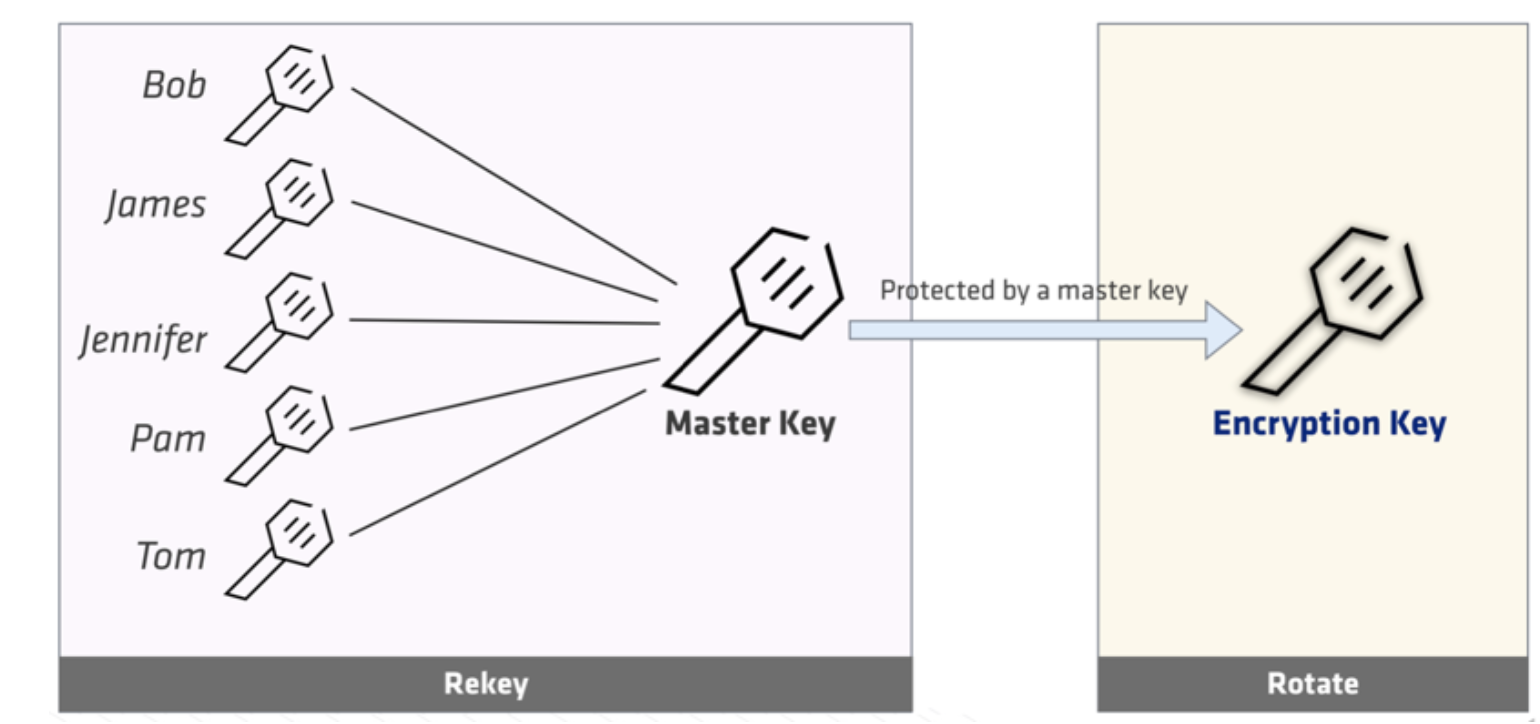 Bob
James
Jennifer
Pam
Tom
Master Key
Protected by a master key
Encryption Key
Rekey
Rotate